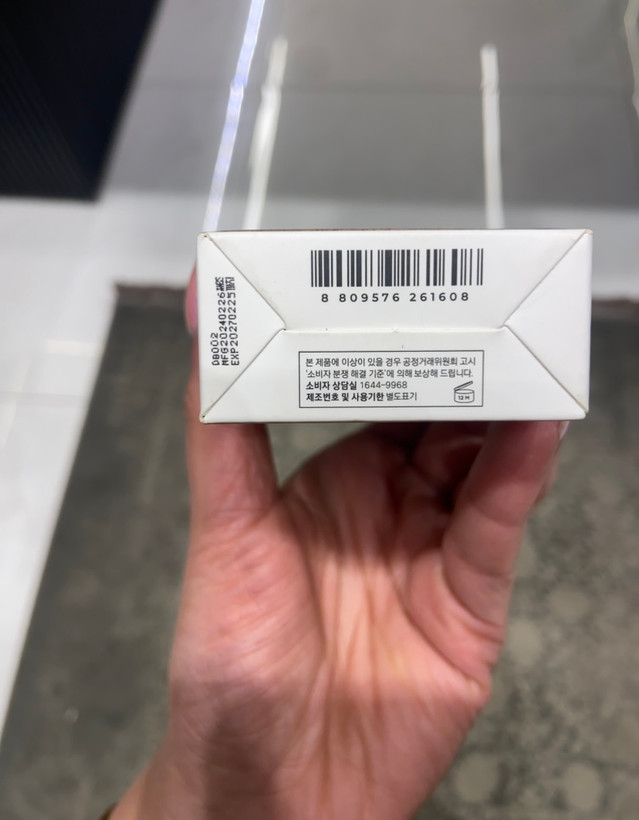 8 809576 261608
DB002
MFG20240226제조
EXP20270225까지
본 제품에 이상이 있을 경우 공정거래위원회 고시
'소비자 분쟁 해결 기준'에 의해 보상해 드립니다.
소비자 상담실 1644-9968
제조번호 및 사용기한 별도표기
12 M